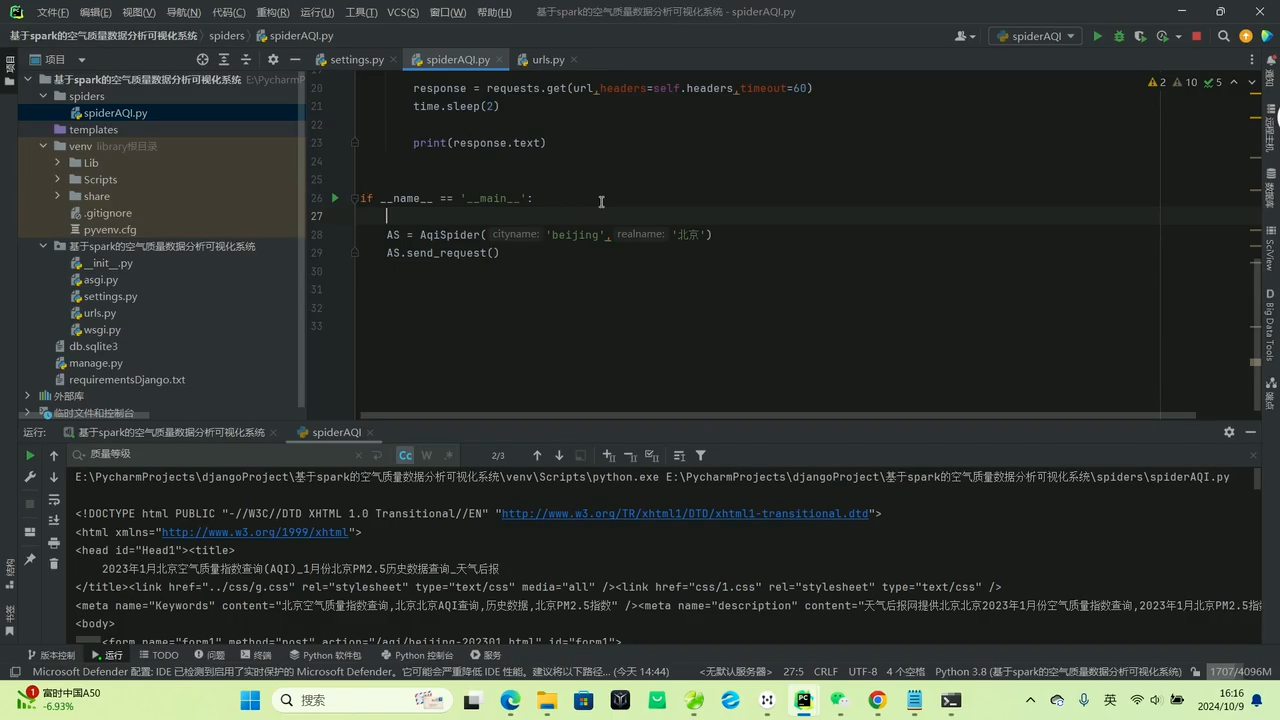 文件(F) 编辑(E) 视图(V) 导航(N) 代码(C) 重构(R) 运行(U) 工具(T) VCS(S) 窗口(W) 帮助(H) 基于spark的空气质量数据分析可视化系统 - spiderAQI.py
基于spark的空气质量数据分析可视化系统 spiders spiderAQI.py spiderAQI
项目 settings.py spiderAQI.py urls.py
基于spark的空气质量数据分析可视化系统 E:\PycharmP
spiders
spiderAQI.py
templates
venv library根目录
Lib
Scripts
share
.gitignore
pyvenv.cfg
基于spark的空气质量数据分析可视化系统
__init__.py
asgi.py
settings.py
urls.py
wsgi.py
db.sqlite3
manage.py
requirementsDjango.txt
外部库
临时文件和控制台
20 response = requests.get(url,headers=self.headers,timeout=60)
21 time.sleep(2)
22
23 print(response.text)
24
25
26 if __name__ == '__main__':
27
28 AS = AqiSpider( cityname: 'beijing', realname: '北京')
29 AS.send_request()
30
31
32
33
2 10 5
项目
通知
远程主机
数据库
SciView
Big Data Tools
端点
结构
书签
运行: 基于spark的空气质量数据分析可视化系统 spiderAQI
质量等级 Cc W 2/3
E:\PycharmProjects\djangoProject\基于spark的空气质量数据分析可视化系统\venv\Scripts\python.exe E:\PycharmProjects\djangoProject\基于spark的空气质量数据分析可视化系统\spiders\spiderAQI.py
<!DOCTYPE html PUBLIC "-//W3C//DTD XHTML 1.0 Transitional//EN" "http://www.w3.org/TR/xhtml1/DTD/xhtml1-transitional.dtd">
<html xmlns="http://www.w3.org/1999/xhtml">
<head id="Head1"><title>
2023年1月北京空气质量指数查询(AQI)_1月份北京PM2.5历史数据查询_天气后报
</title><link href="../css/g.css" rel="stylesheet" type="text/css" media="all" /><link href="css/1.css" rel="stylesheet" type="text/css" />
<meta name="Keywords" content="北京空气质量指数查询,北京北京AQI查询,历史数据,北京PM2.5指数" /><meta name="description" content="天气后报网提供北京北京2023年1月份空气质量指数查询,2023年1月北京PM2.5指
<body>
<form name="form1" method="post" action="/aqi/beijing-202301.html" id="form1">
版本控制 运行 TODO 问题 终端 Python 软件包 Python 控制台 服务
Microsoft Defender 配置: IDE 已检测到启用了实时保护的 Microsoft Defender。它可能会严重降低 IDE 性能。建议将以下路径... (今天 14:44) <无默认服务器> 27:5 CRLF UTF-8 4 个空格 Python 3.8 (基于spark的空气质量数据分析可视化系统) 1707/4096M
1 富时中国A50
-6.93%
搜索
英
16:16
2024/10/9